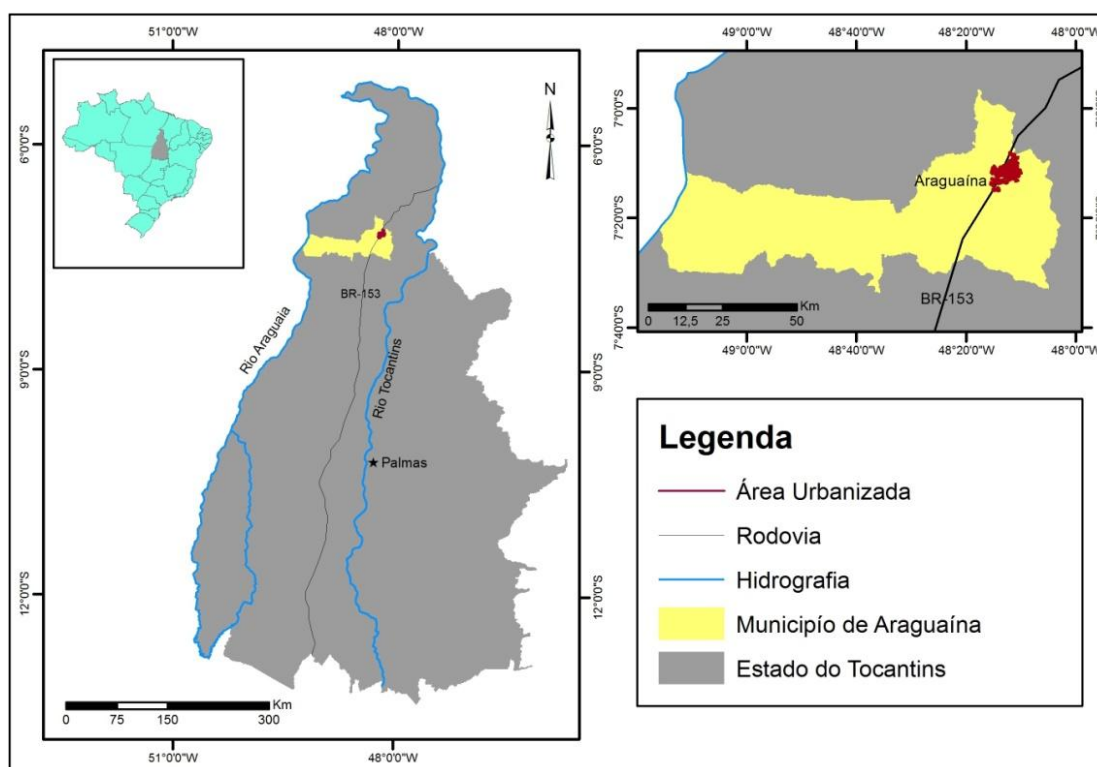 51°0'0"W
48°0'0"W
N
6°0'0"S
6°0'0"S
BR-153
Rio Araguaia
Rio Tocantins
9°0'0"S
9°0'0"S
Palmas
12°0'0"S
12°0'0"S
Km
0 75 150 300
51°0'0"W
48°0'0"W
49°0'0"W
48°40'0"W
48°20'0"W
48°0'0"W
7°0'0"S
Araguaína
7°20'0"S
BR-153
Km
0 12,5 25 50
7°40'0"S
49°0'0"W
48°40'0"W
48°20'0"W
48°0'0"W
Legenda
Área Urbanizada
Rodovia
Hidrografia
Municipío de Araguaína
Estado do Tocantins